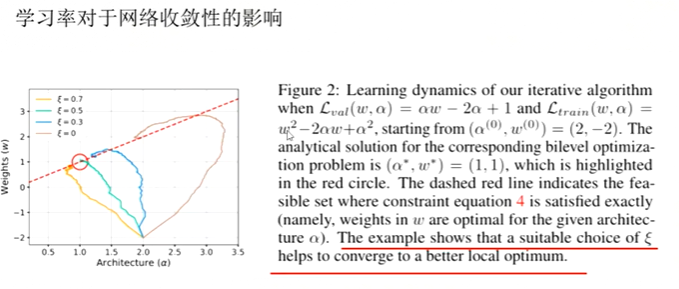 学习率对于网络收敛性的影响
ξ = 0.7
ξ = 0.5
ξ = 0.3
ξ = 0
3
2
1
0
−1
−2
Weights (w)
0.5 1.0 1.5 2.0 2.5 3.0 3.5
Architecture (α)
Figure 2: Learning dynamics of our iterative algorithm
when ℒval(w, α) = αw − 2α + 1 and ℒtrain(w, α) =
w² − 2αw + α², starting from (α⁽⁰⁾, w⁽⁰⁾) = (2, −2). The
analytical solution for the corresponding bilevel optimiza-
tion problem is (α*, w*) = (1, 1), which is highlighted
in the red circle. The dashed red line indicates the fea-
sible set where constraint equation 4 is satisfied exactly
(namely, weights in w are optimal for the given architec-
ture α). The example shows that a suitable choice of ξ
helps to converge to a better local optimum.